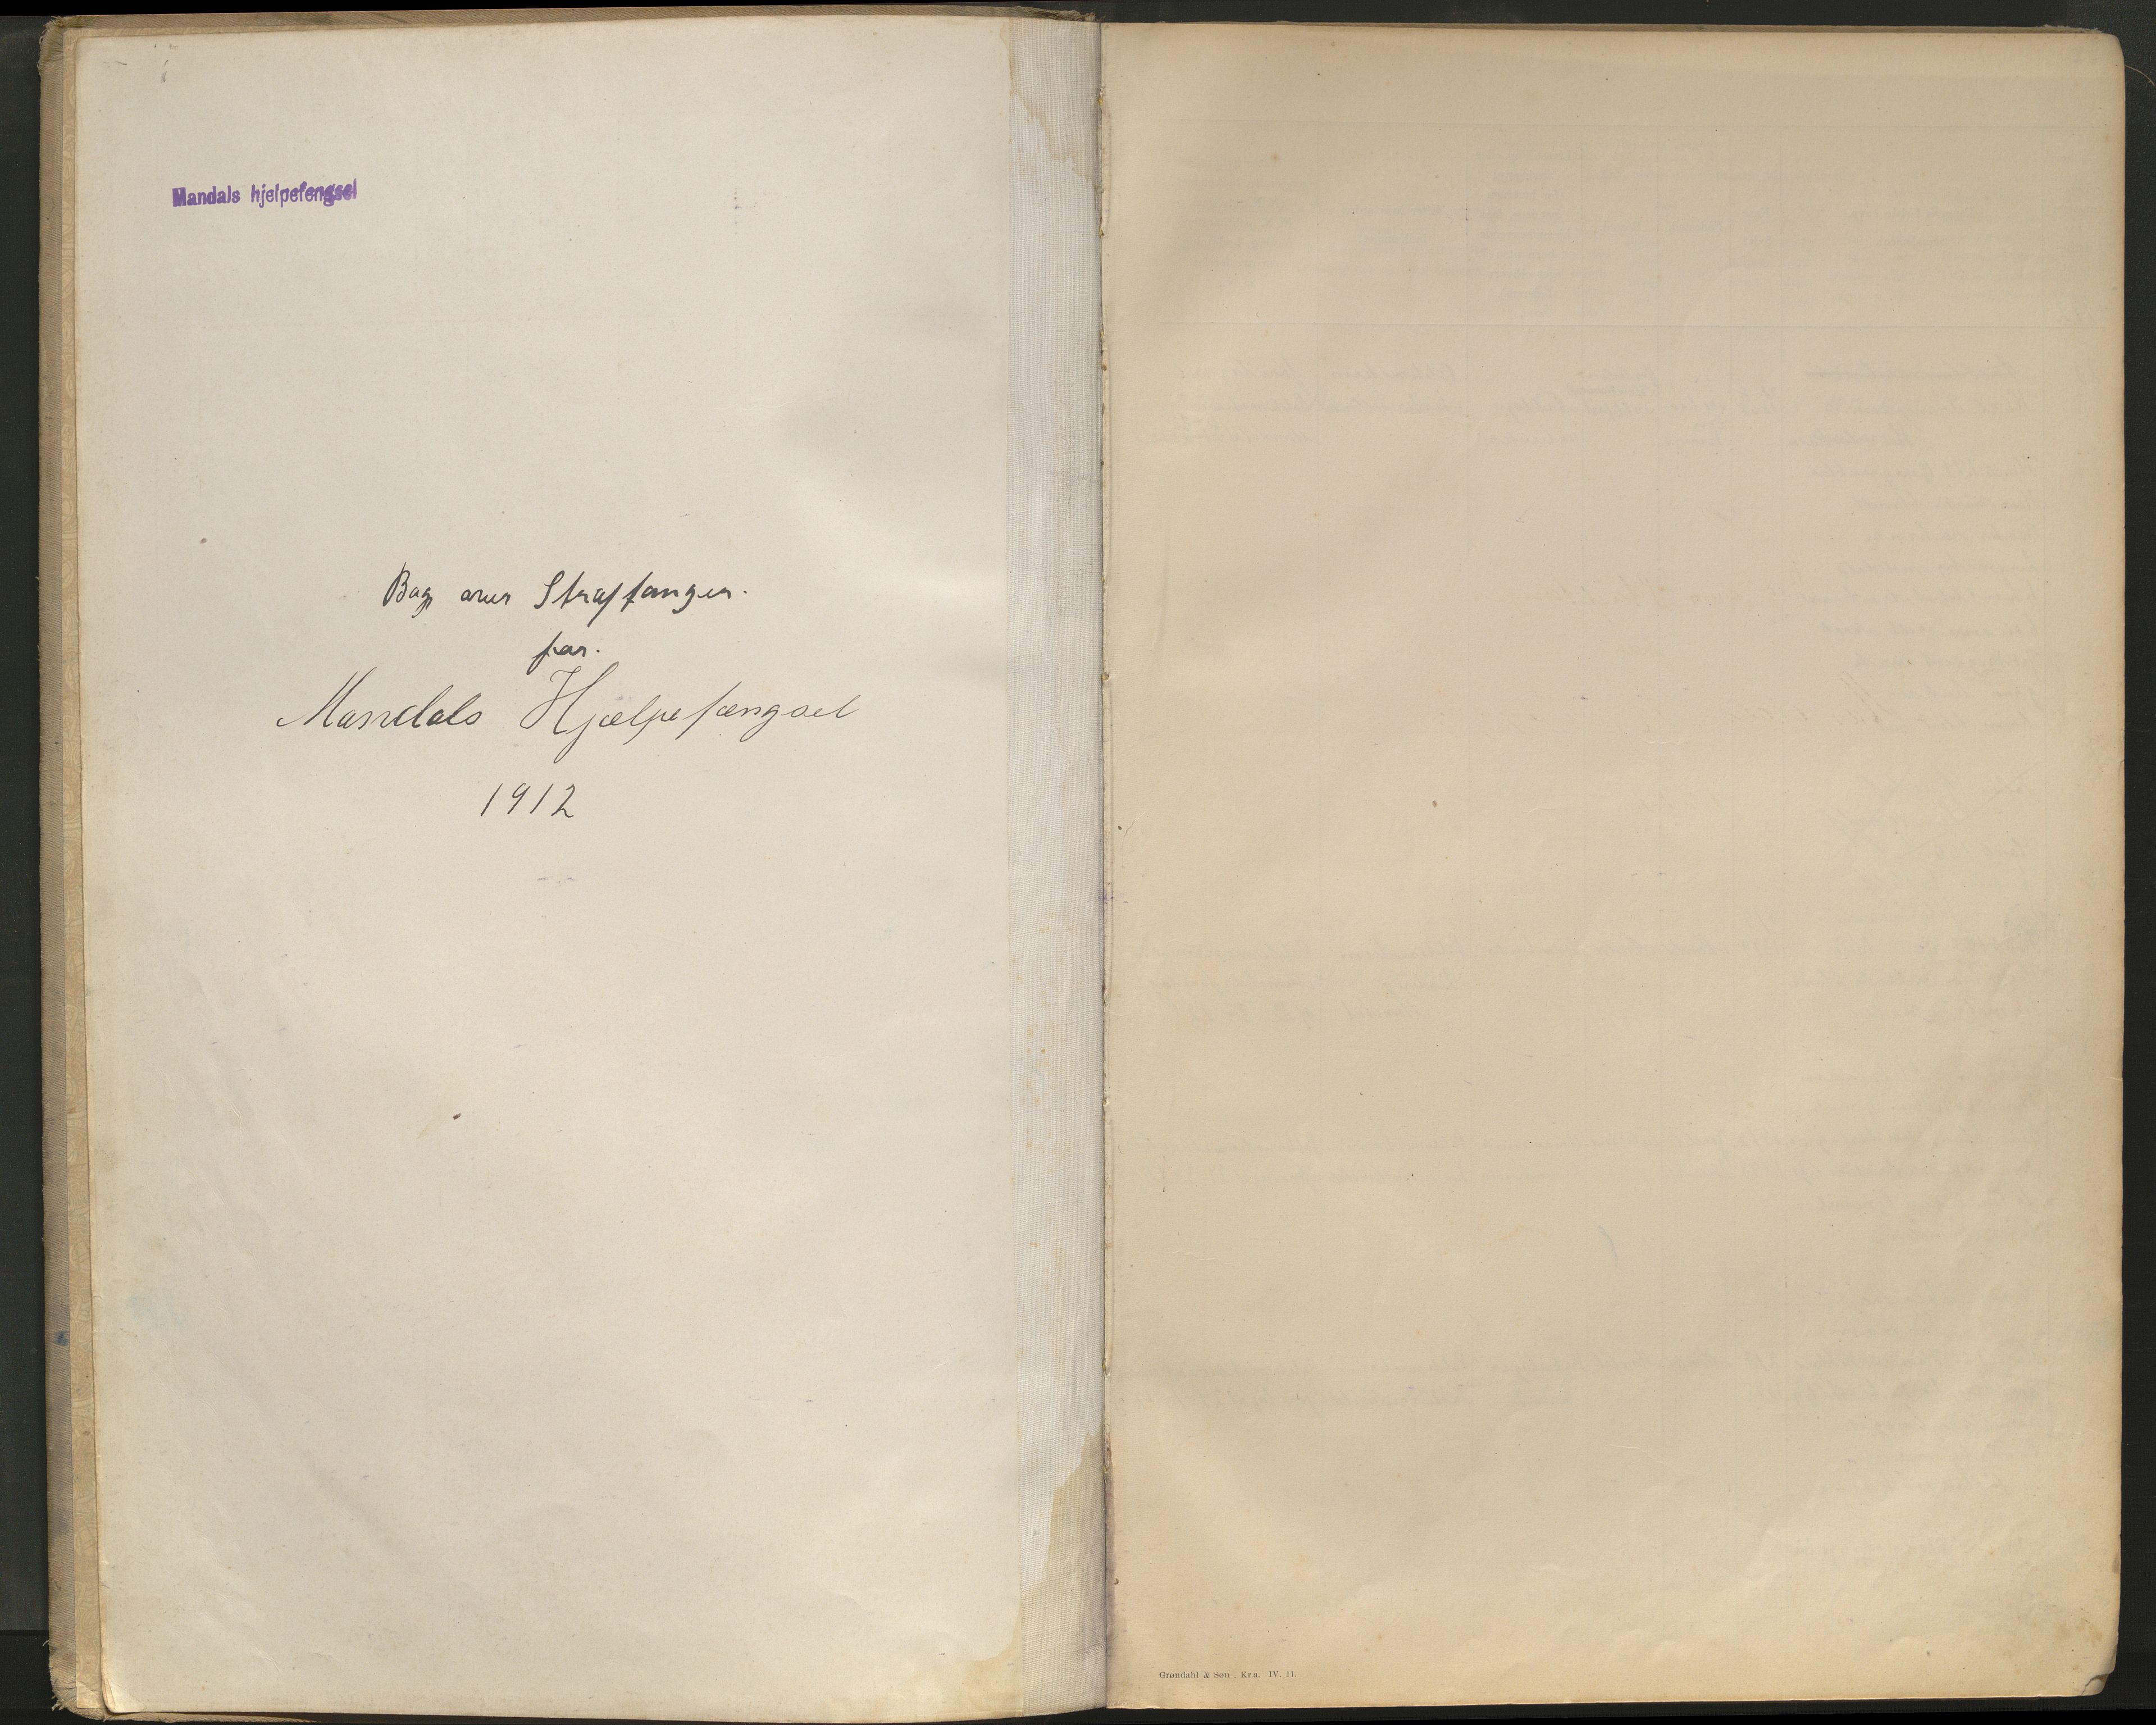 Mandals hjelpefengsel
Bog over Straffanger.
for.
Mandals Hjælpefængsel
1912
Grøndahl & Søn, Kra. IV. 11.